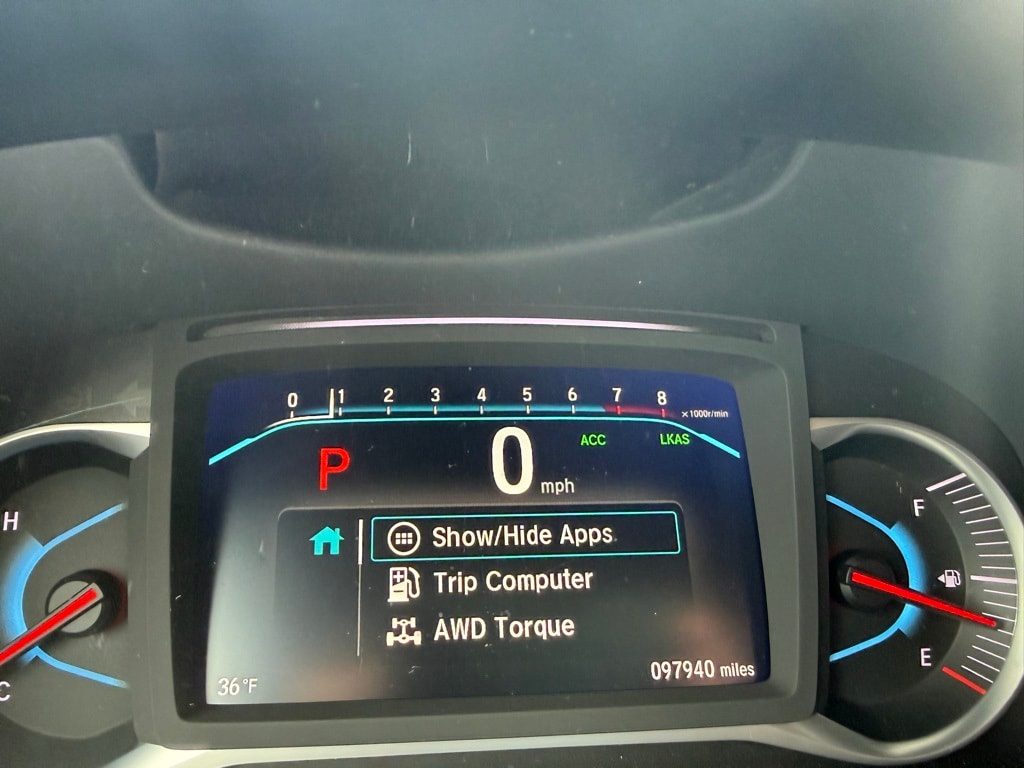 0 1 2 3 4 5 6 7 8
x1000r/min
P 0 mph ACC LKAS
H
F
Show/Hide Apps
Trip Computer
AWD Torque
E
C
36°F
097940 miles